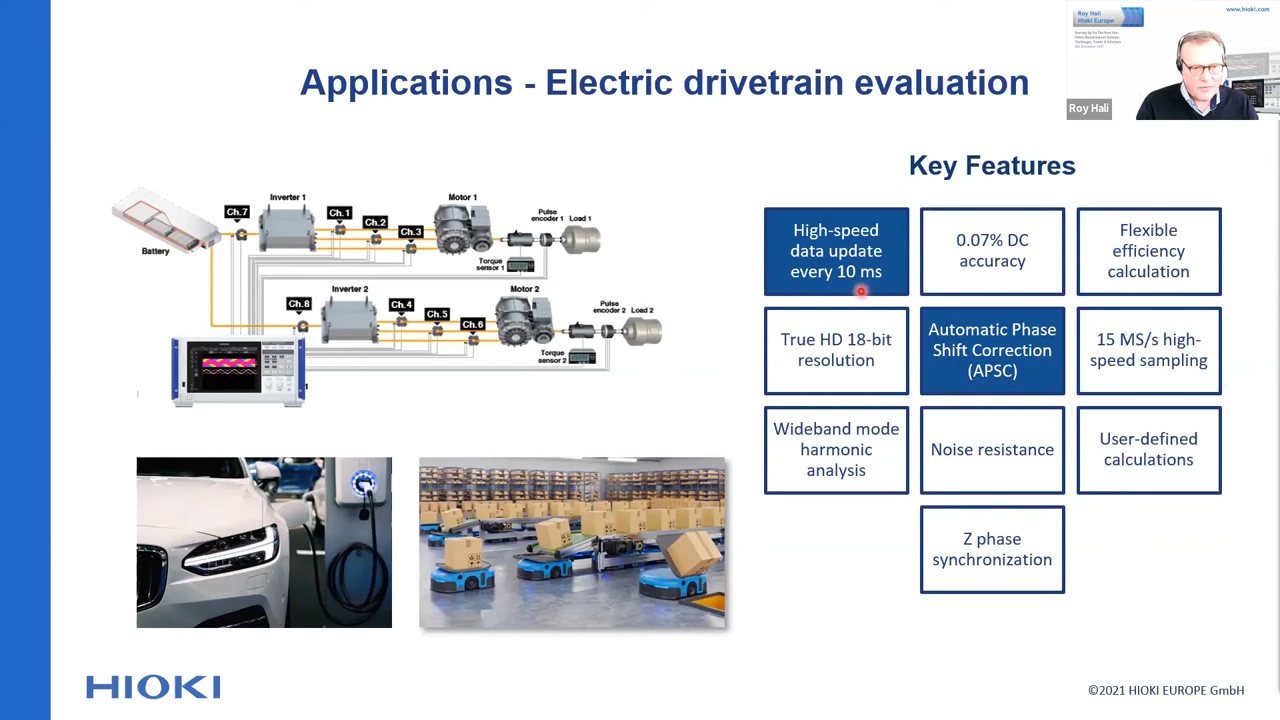 www.hioki.com
Roy Hali
Hioki Europe
Roy Hali
Applications - Electric drivetrain evaluation
Key Features
Battery
Ch.7
Inverter 1
Ch.1
Ch.2
Ch.3
Motor 1
Pulse
encoder 1
Load 1
Torque
sensor 1
Ch.8
Inverter 2
Ch.4
Ch.5
Ch.6
Motor 2
Pulse
encoder 2
Load 2
Torque
sensor 2
High-speed
data update
every 10 ms
0.07% DC
accuracy
Flexible
efficiency
calculation
True HD 18-bit
resolution
Automatic Phase
Shift Correction
(APSC)
15 MS/s high-
speed sampling
Wideband mode
harmonic
analysis
Noise resistance
User-defined
calculations
Z phase
synchronization
HIOKI
©2021 HIOKI EUROPE GmbH